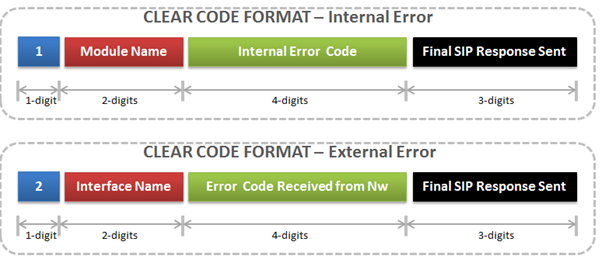 CLEAR CODE FORMAT – Internal Error
1 Module Name Internal Error Code Final SIP Response Sent
1-digit 2-digits 4-digits 3-digits
CLEAR CODE FORMAT – External Error
2 Interface Name Error Code Received from Nw Final SIP Response Sent
1-digit 2-digits 4-digits 3-digits